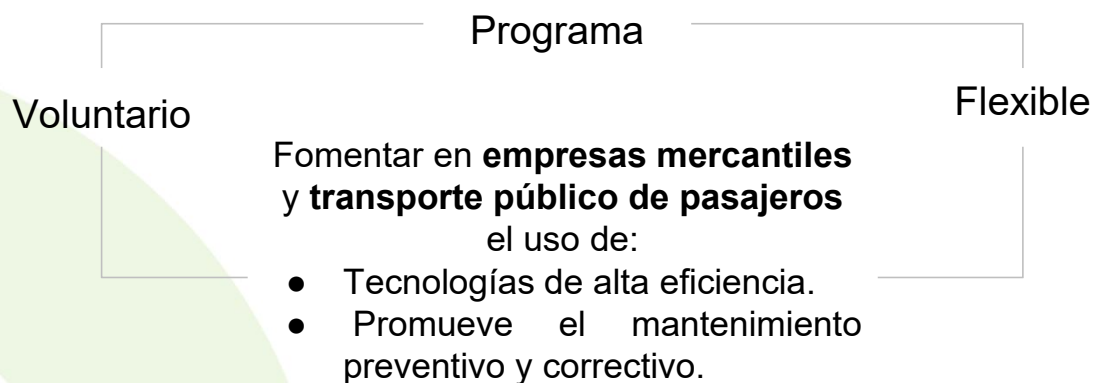 Programa
Voluntario
Flexible
Fomentar en empresas mercantiles
y transporte público de pasajeros
el uso de:
● Tecnologías de alta eficiencia.
● Promueve el mantenimiento
preventivo y correctivo.